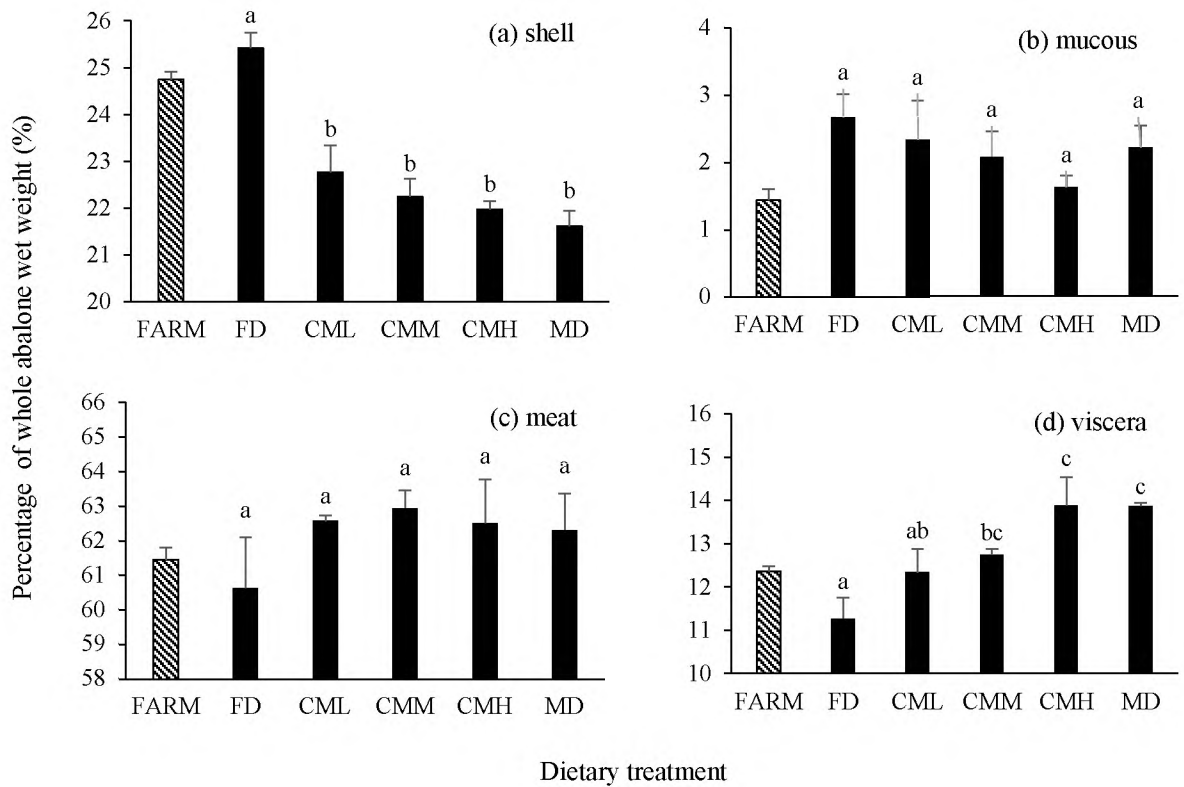 Percentage of whole abalone wet weight (%)
(a) shell
26
25
24
23
22
21
20
a
b
b
b
b
FARM FD CML CMM CMH MD
(b) mucous
4
3
2
1
0
a
a
a
a
a
FARM FD CML CMM CMH MD
(c) meat
66
65
64
63
62
61
60
59
58
a
a
a
a
a
FARM FD CML CMM CMH MD
(d) viscera
16
15
14
13
12
11
10
a
ab
bc
c
c
FARM FD CML CMM CMH MD
Dietary treatment